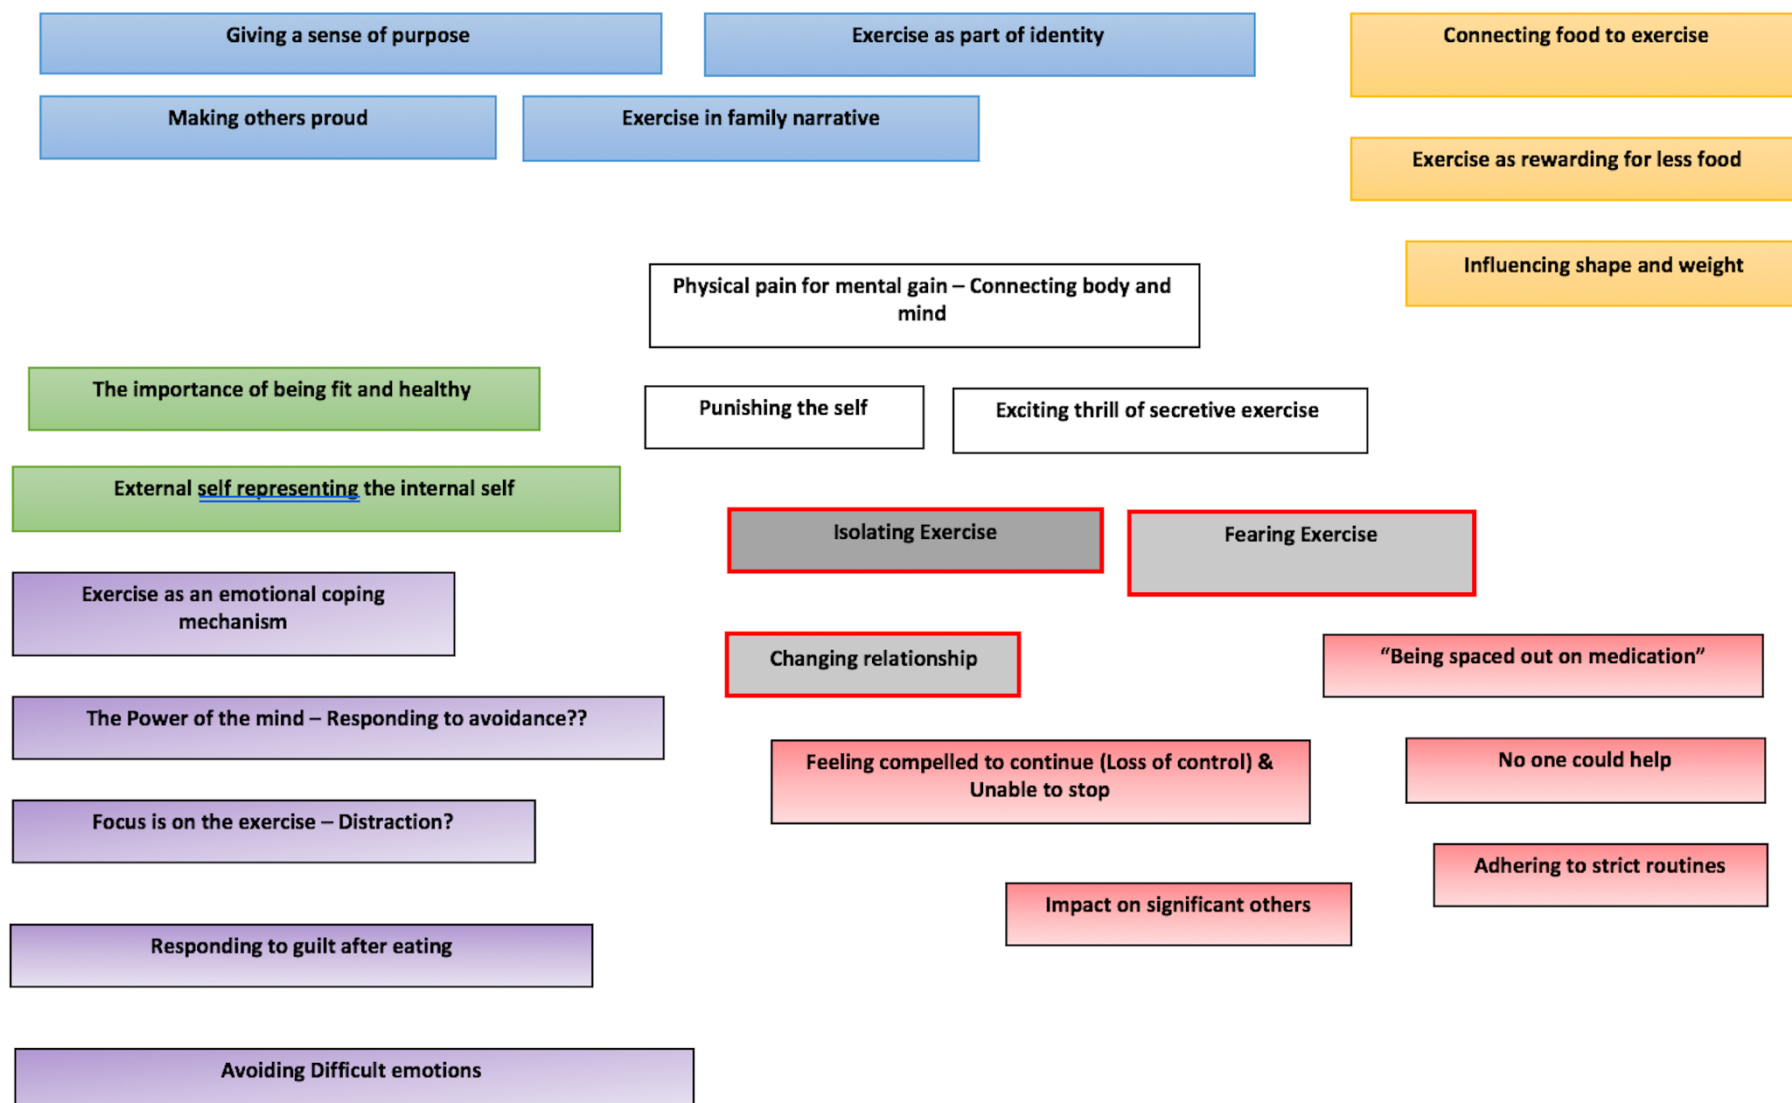 Giving a sense of purpose
Exercise as part of identity
Connecting food to exercise
Making others proud
Exercise in family narrative
Exercise as rewarding for less food
Influencing shape and weight
Physical pain for mental gain – Connecting body and
mind
The importance of being fit and healthy
Punishing the self
Exciting thrill of secretive exercise
External self representing the internal self
Isolating Exercise
Fearing Exercise
Exercise as an emotional coping
mechanism
Changing relationship
“Being spaced out on medication”
The Power of the mind – Responding to avoidance??
Feeling compelled to continue (Loss of control) &
Unable to stop
No one could help
Focus is on the exercise – Distraction?
Adhering to strict routines
Impact on significant others
Responding to guilt after eating
Avoiding Difficult emotions